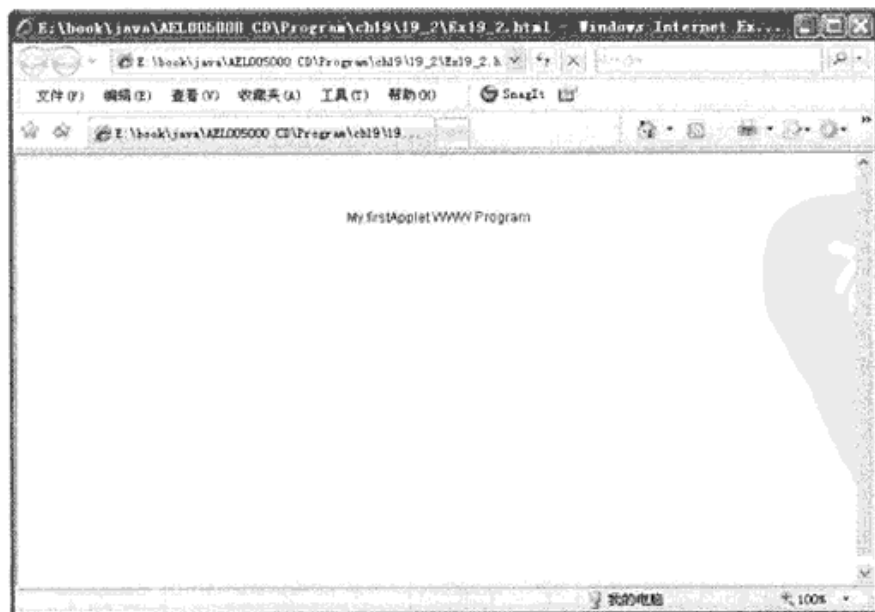 E:\book\java\AEL005000 CD\Program\ch19\19_2\Ex19_2.html - Windows Internet Ex...
E:\book\java\AEL005000 CD\Program\ch19\19_2\Ex19_2.h
文件(F) 编辑(E) 查看(V) 收藏夹(A) 工具(T) 帮助(H) SnagIt
E:\book\java\AEL005000 CD\Program\ch19\19...
My firstApplet WWW Program
我的电脑 100%